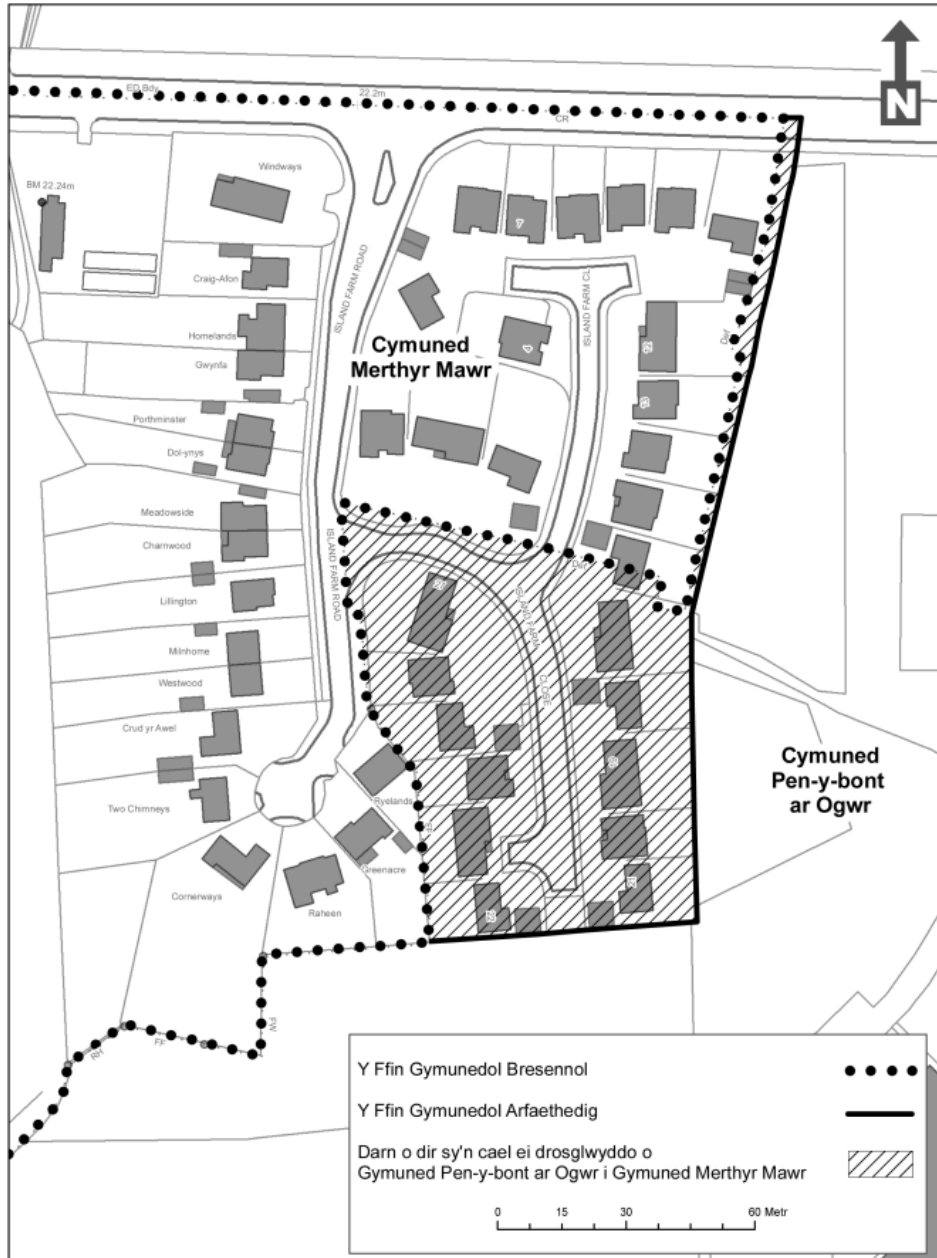 ED Bdy
22.2m
CR
N
Windways
BM 22.24m
Craig-Afon
Homelands
Gwynfa
Porthminster
Dol-ynys
Meadowside
Charnwood
Lillington
Milnhome
Westwood
Crud yr Awel
Two Chimneys
Cornerways
Raheen
Greenacre
Ryelands
ISLAND FARM ROAD
ISLAND FARM ROAD
Cymuned
Merthyr Mawr
7
4
ISLAND FARM CL
12
Def
Def
ISLAND FARM
CLOSE
FF
FW
FF
RH
Cymuned
Pen-y-bont
ar Ogwr
Y Ffin Gymunedol Bresennol
Y Ffin Gymunedol Arfaethedig
Darn o dir sy'n cael ei drosglwyddo o
Gymuned Pen-y-bont ar Ogwr i Gymuned Merthyr Mawr
0 15 30 60 Metr